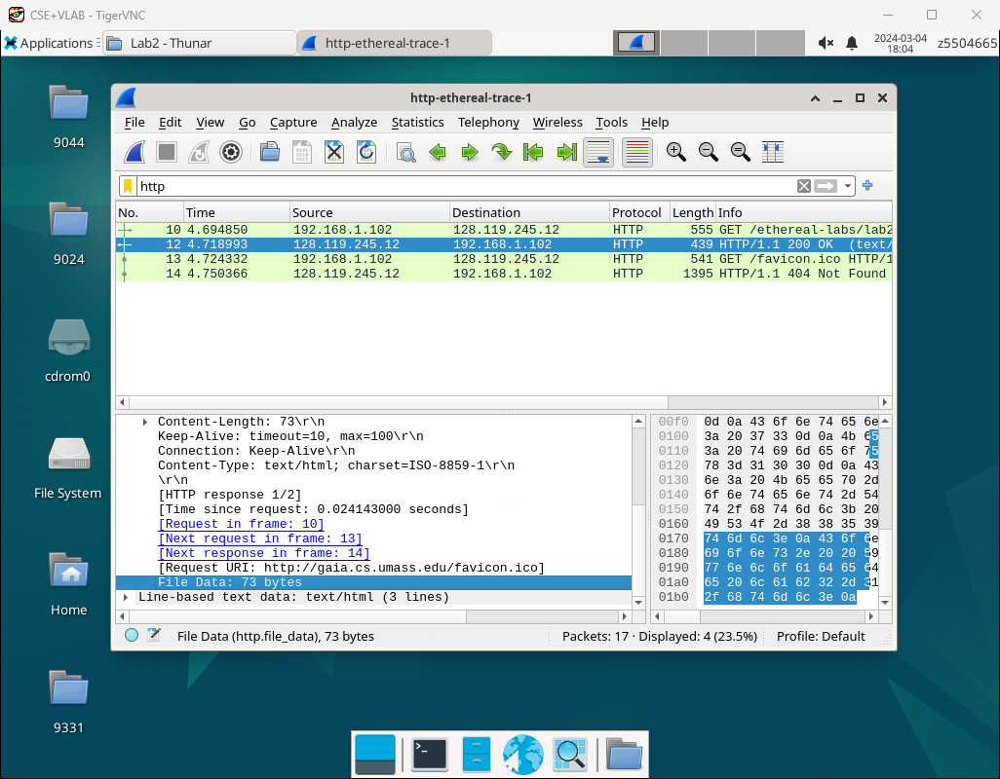 CSE+VLAB - TigerVNC
Applications
Lab2 - Thunar
http-ethereal-trace-1
2024-03-04
18:04
z5504665
9044
9024
cdrom0
File System
Home
9331
http-ethereal-trace-1
File Edit View Go Capture Analyze Statistics Telephony Wireless Tools Help
http
No. Time Source Destination Protocol Length Info
10 4.694850 192.168.1.102 128.119.245.12 HTTP 555 GET /ethereal-labs/lab2
12 4.718993 128.119.245.12 192.168.1.102 HTTP 439 HTTP/1.1 200 OK (text/
13 4.724332 192.168.1.102 128.119.245.12 HTTP 541 GET /favicon.ico HTTP/1
14 4.750366 128.119.245.12 192.168.1.102 HTTP 1395 HTTP/1.1 404 Not Found
Content-Length: 73\r\n
Keep-Alive: timeout=10, max=100\r\n
Connection: Keep-Alive\r\n
Content-Type: text/html; charset=ISO-8859-1\r\n
\r\n
[HTTP response 1/2]
[Time since request: 0.024143000 seconds]
[Request in frame: 10]
[Next request in frame: 13]
[Next response in frame: 14]
[Request URI: http://gaia.cs.umass.edu/favicon.ico]
File Data: 73 bytes
Line-based text data: text/html (3 lines)
00f0 0d 0a 43 6f 6e 74 65 6e
0100 3a 20 37 33 0d 0a 4b 65
0110 3a 20 74 69 6d 65 6f 75
0120 78 3d 31 30 30 0d 0a 43
0130 6e 3a 20 4b 65 65 70 2d
0140 6f 6e 74 65 6e 74 2d 54
0150 74 2f 68 74 6d 6c 3b 20
0160 49 53 4f 2d 38 38 35 39
0170 74 6d 6c 3e 0a 43 6f 6e
0180 69 6f 6e 73 2e 20 20 59
0190 77 6e 6c 6f 61 64 65 64
01a0 65 20 6c 61 62 32 2d 31
01b0 2f 68 74 6d 6c 3e 0a
File Data (http.file_data), 73 bytes
Packets: 17 · Displayed: 4 (23.5%)
Profile: Default